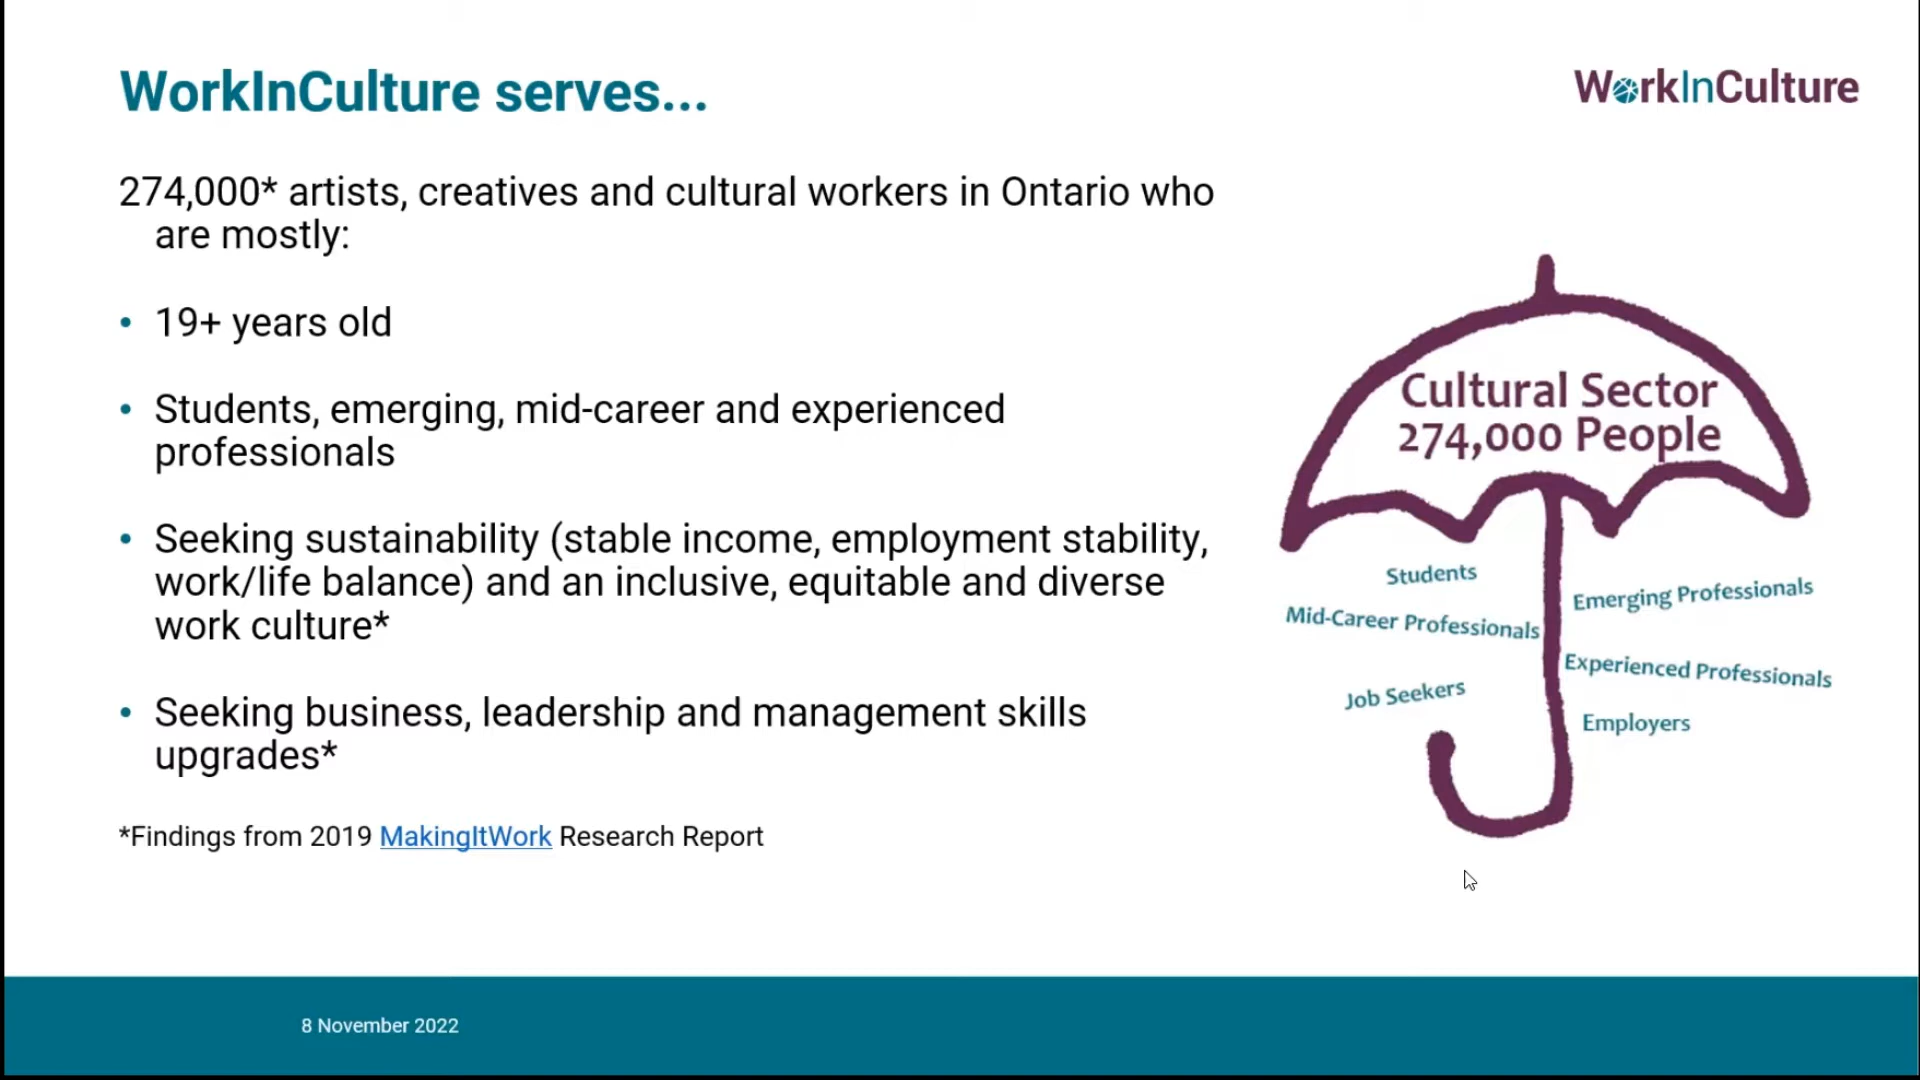 WorkInCulture serves...
WorkInCulture
274,000* artists, creatives and cultural workers in Ontario who
are mostly:
• 19+ years old
• Students, emerging, mid-career and experienced
professionals
• Seeking sustainability (stable income, employment stability,
work/life balance) and an inclusive, equitable and diverse
work culture*
• Seeking business, leadership and management skills
upgrades*
*Findings from 2019 MakingItWork Research Report
Cultural Sector
274,000 People
Students
Emerging Professionals
Mid-Career Professionals
Experienced Professionals
Job Seekers
Employers
8 November 2022